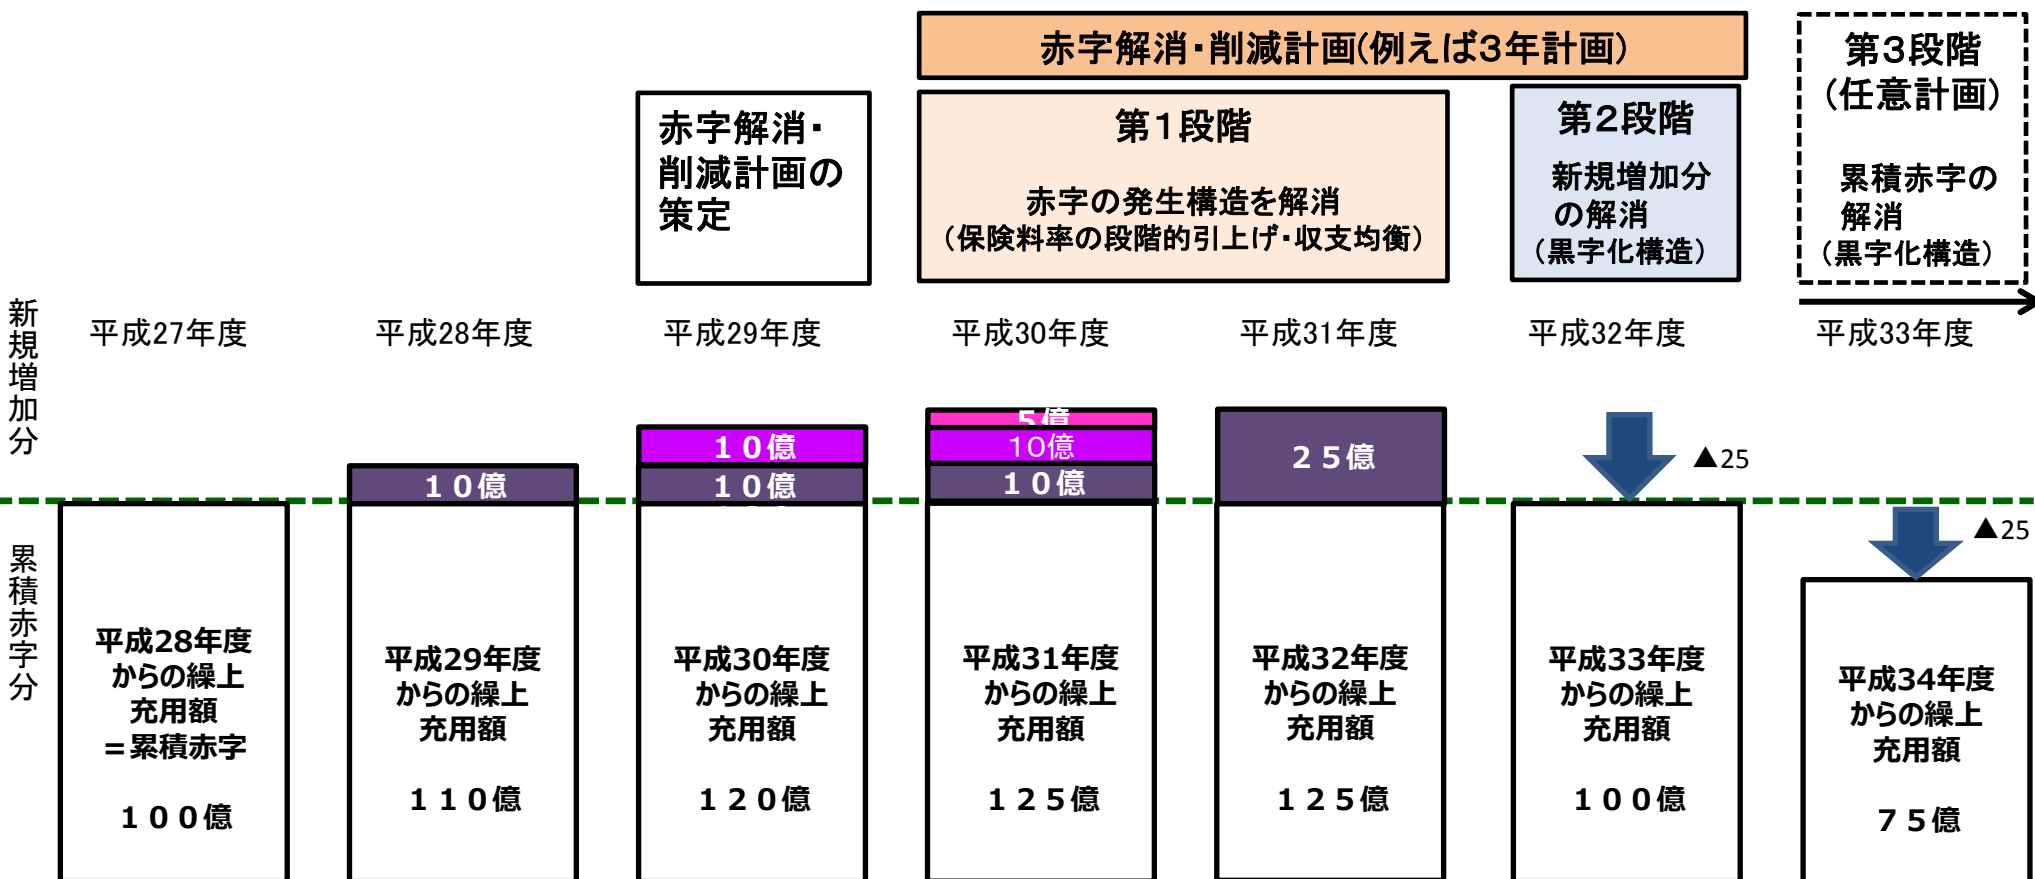 赤字解消・削減計画(例えば3年計画)
赤字解消・
削減計画の
策定
第1段階
赤字の発生構造を解消
（保険料率の段階的引上げ・収支均衡）
第2段階
新規増加分
の解消
（黒字化構造）
第3段階
（任意計画）
累積赤字の
解消
（黒字化構造）
新規増加分
平成27年度
平成28年度
平成29年度
平成30年度
平成31年度
平成32年度
平成33年度
10億
10億
10億
5億
10億
10億
25億
▲25
▲25
累積赤字分
平成28年度
からの繰上
充用額
＝累積赤字
100億
平成29年度
からの繰上
充用額
110億
平成30年度
からの繰上
充用額
120億
平成31年度
からの繰上
充用額
125億
平成32年度
からの繰上
充用額
125億
平成33年度
からの繰上
充用額
100億
平成34年度
からの繰上
充用額
75億